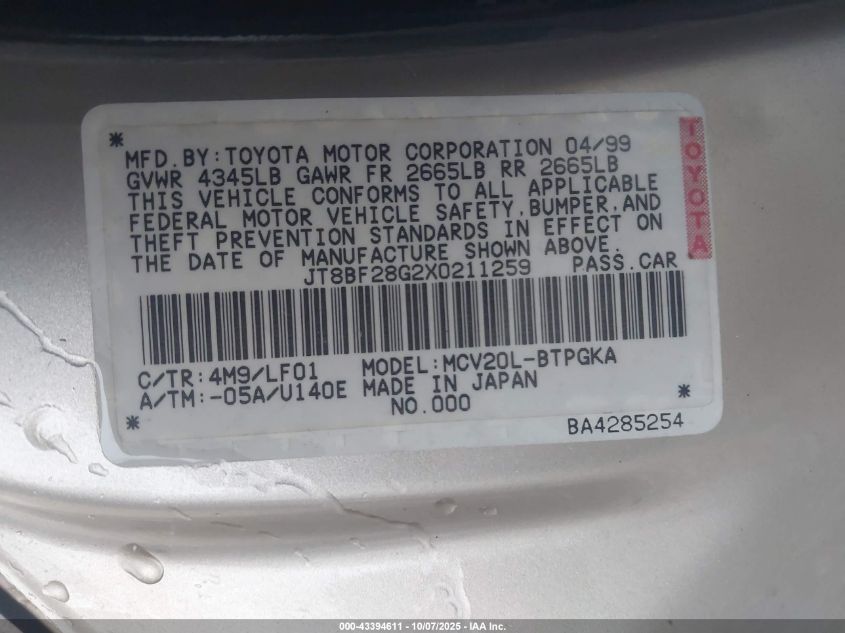 *
MFD.BY:TOYOTA MOTOR CORPORATION 04/99
GVWR 4345LB GAWR FR 2665LB RR 2665LB
THIS VEHICLE CONFORMS TO ALL APPLICABLE
FEDERAL MOTOR VEHICLE SAFETY,BUMPER,AND
THEFT PREVENTION STANDARDS IN EFFECT ON
THE DATE OF MANUFACTURE SHOWN ABOVE.
JT8BF28G2X0211259 PASS.CAR
TOYOTA
C/TR:4M9/LF01 MODEL:MCV20L-BTPGKA
A/TM:-05A/U140E MADE IN JAPAN
NO.000
* *
BA4285254
000-43394611 - 10/07/2025 - IAA Inc.